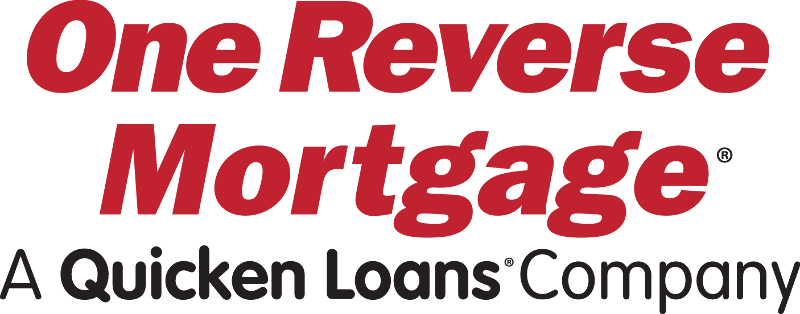 One Reverse
Mortgage®
A Quicken Loans® Company